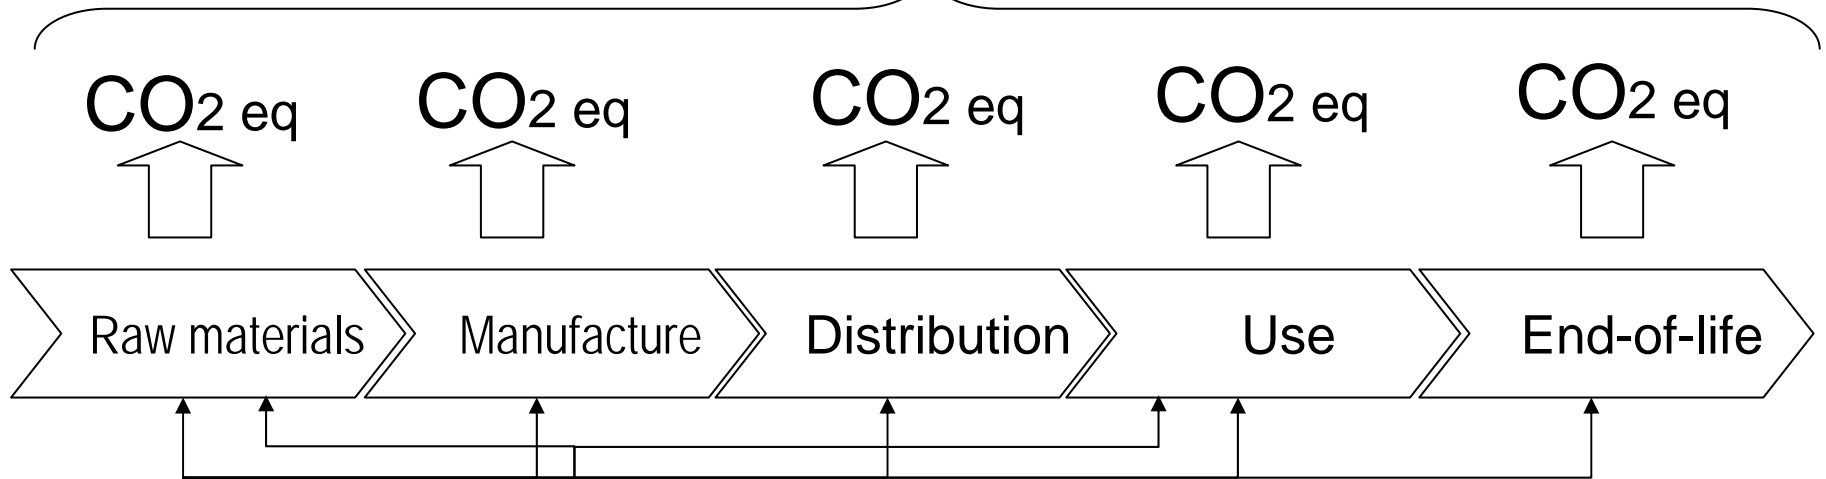 CO2 eq CO2 eq CO2 eq CO2 eq CO2 eq
Raw materials Manufacture Distribution Use End-of-life